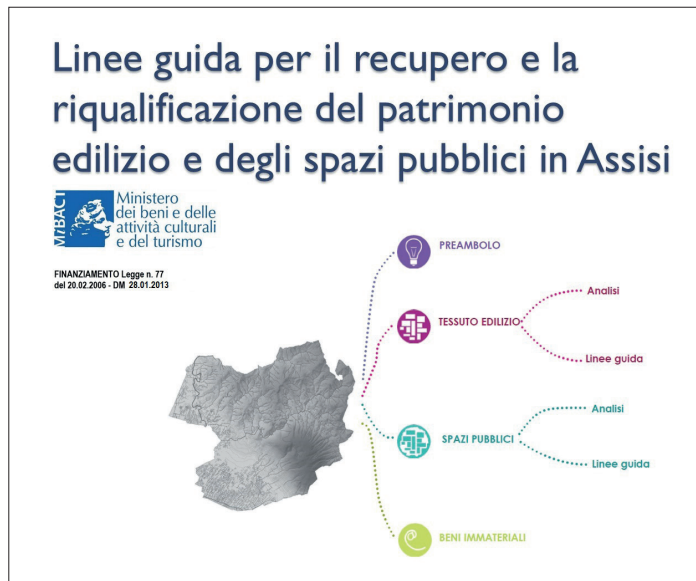 Linee guida per il recupero e la
riqualificazione del patrimonio
edilizio e degli spazi pubblici in Assisi
MiBACT
Ministero
dei beni e delle
attività culturali
e del turismo
FINANZIAMENTO Legge n. 77
del 20.02.2006 - DM 28.01.2013
PREAMBOLO
TESSUTO EDILIZIO
Analisi
Linee guida
SPAZI PUBBLICI
Analisi
Linee guida
BENI IMMATERIALI